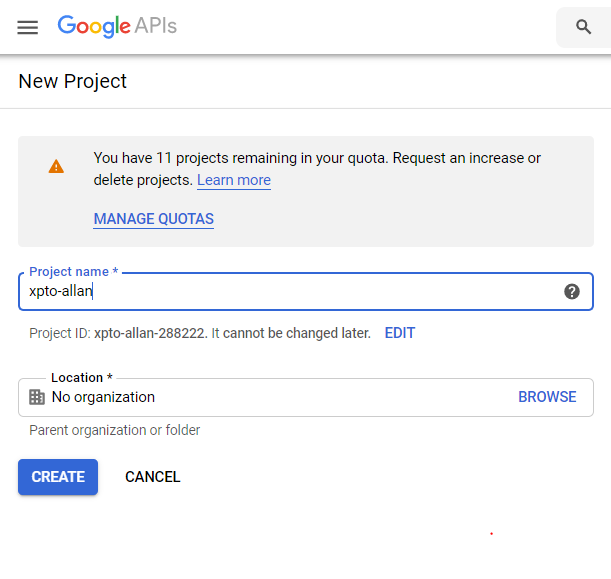 Google APIs
New Project
You have 11 projects remaining in your quota. Request an increase or
delete projects. Learn more
MANAGE QUOTAS
Project name *
xpto-allan
Project ID: xpto-allan-288222. It cannot be changed later. EDIT
Location *
No organization BROWSE
Parent organization or folder
CREATE CANCEL